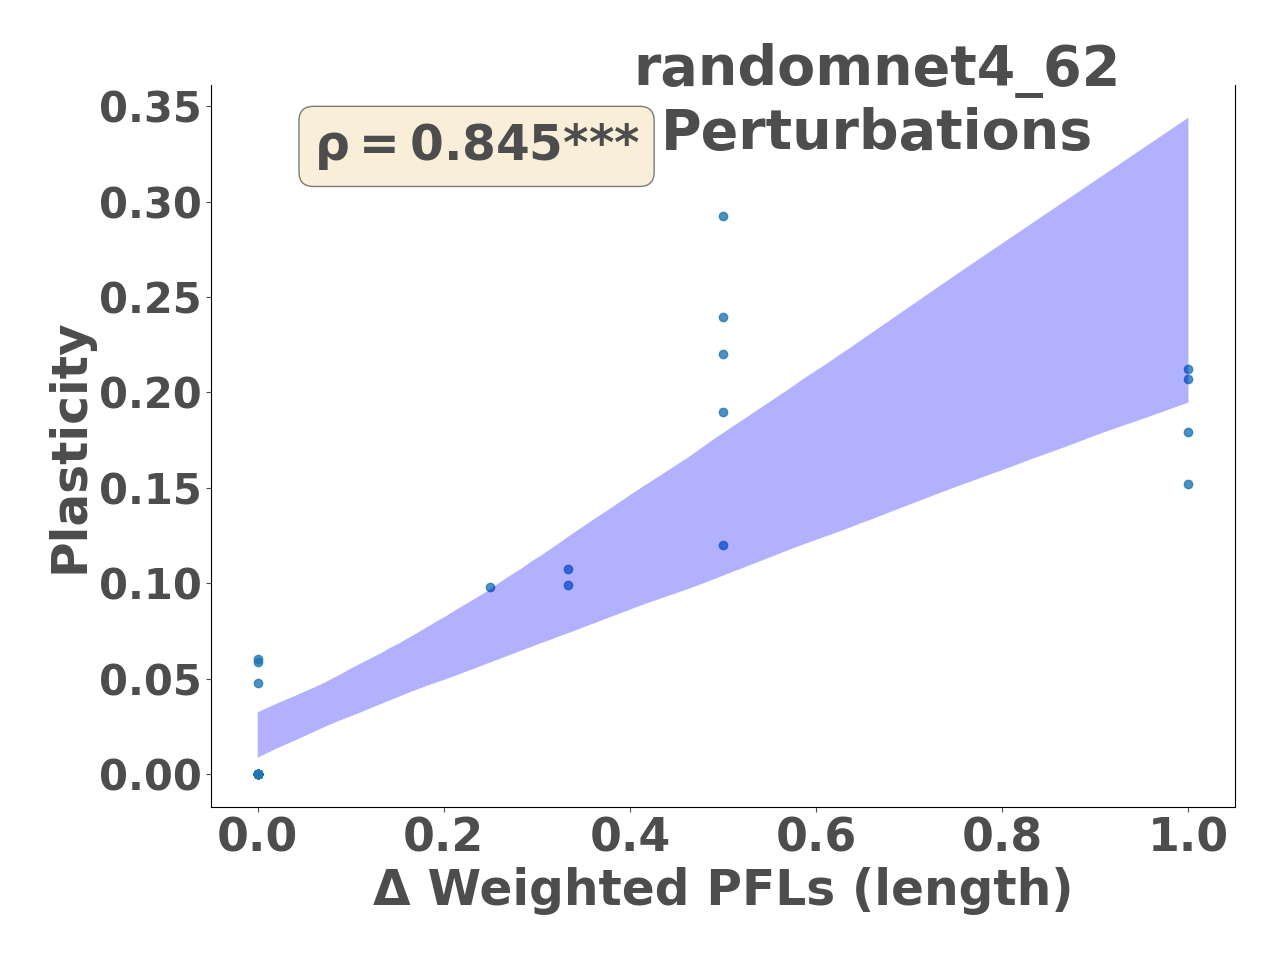 randomnet4_62
Perturbations
ρ = 0.845***
Plasticity
0.35
0.30
0.25
0.20
0.15
0.10
0.05
0.00
0.0 0.2 0.4 0.6 0.8 1.0
Δ Weighted PFLs (length)